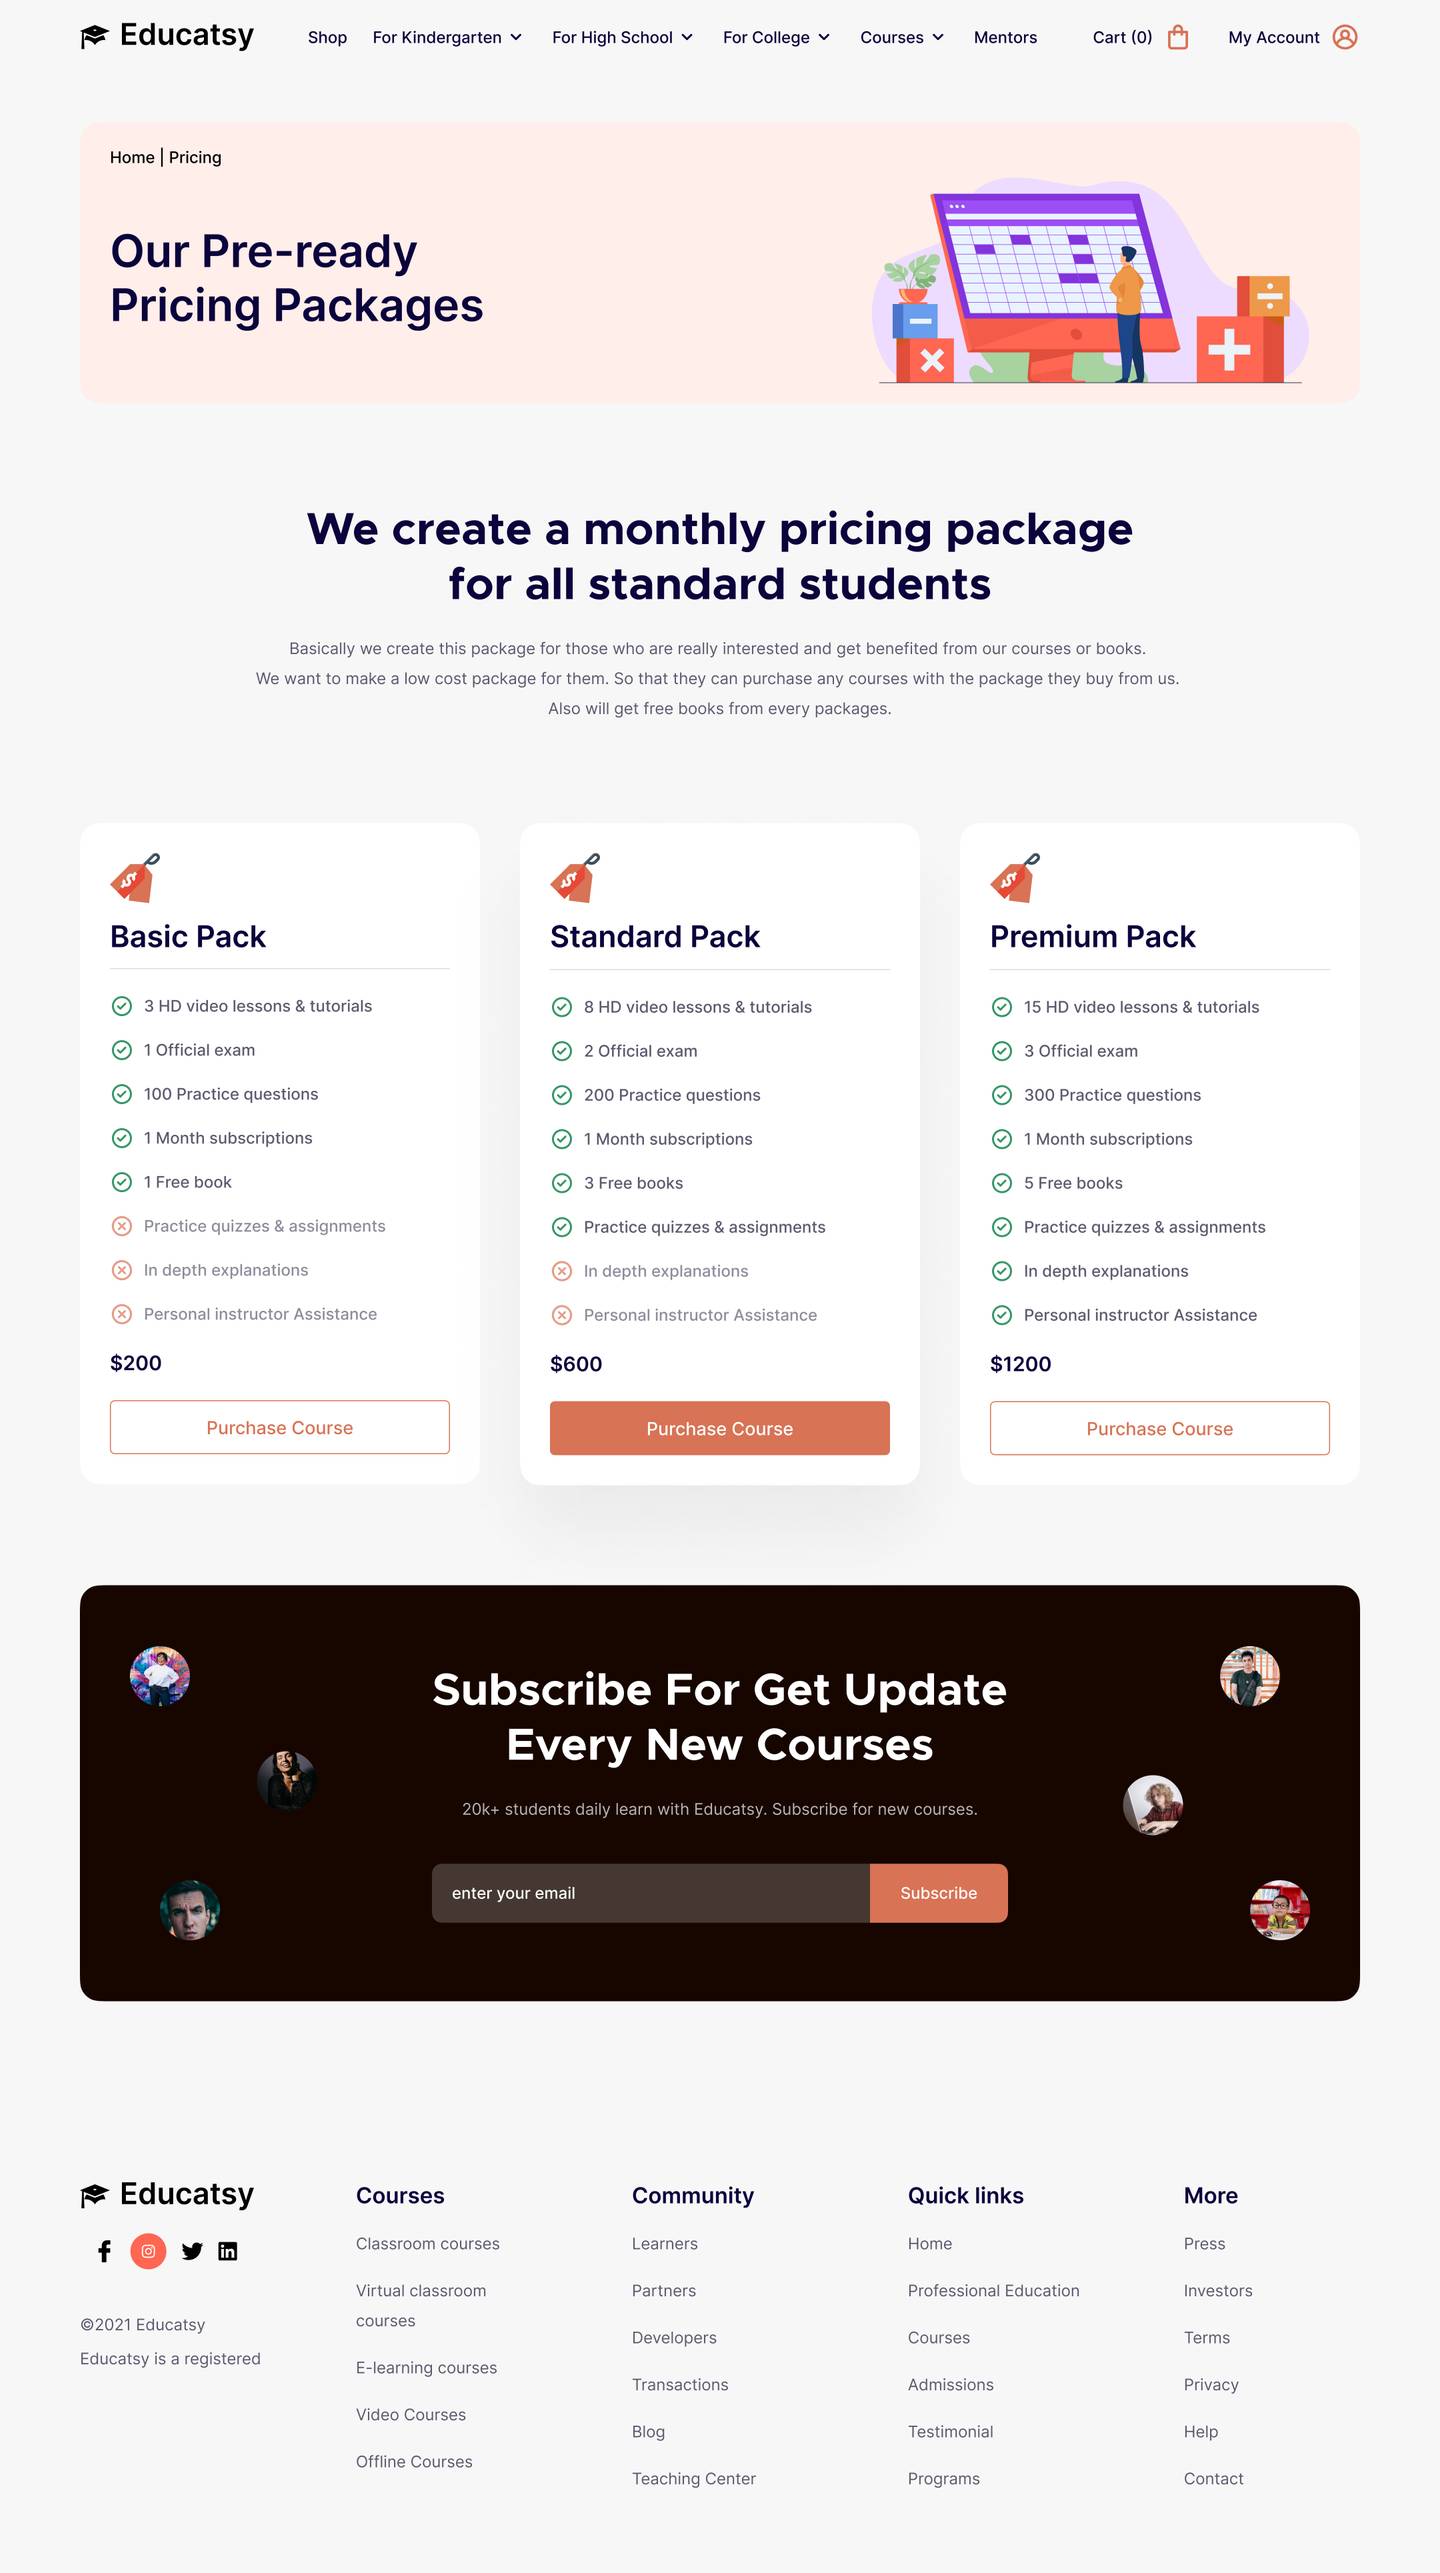 Educatsy
Shop
For Kindergarten
For High School
For College
Courses
Mentors
Cart (0)
My Account
Home | Pricing
Our Pre-ready
Pricing Packages
We create a monthly pricing package
for all standard students
Basically we create this package for those who are really interested and get benefited from our courses or books.
We want to make a low cost package for them. So that they can purchase any courses with the package they buy from us.
Also will get free books from every packages.
$
Basic Pack
3 HD video lessons & tutorials
1 Official exam
100 Practice questions
1 Month subscriptions
1 Free book
Practice quizzes & assignments
In depth explanations
Personal instructor Assistance
$200
Purchase Course
$
Standard Pack
8 HD video lessons & tutorials
2 Official exam
200 Practice questions
1 Month subscriptions
3 Free books
Practice quizzes & assignments
In depth explanations
Personal instructor Assistance
$600
Purchase Course
$
Premium Pack
15 HD video lessons & tutorials
3 Official exam
300 Practice questions
1 Month subscriptions
5 Free books
Practice quizzes & assignments
In depth explanations
Personal instructor Assistance
$1200
Purchase Course
Subscribe For Get Update
Every New Courses
20k+ students daily learn with Educatsy. Subscribe for new courses.
enter your email
Subscribe
Educatsy
©2021 Educatsy
Educatsy is a registered
Courses
Classroom courses
Virtual classroom
courses
E-learning courses
Video Courses
Offline Courses
Community
Learners
Partners
Developers
Transactions
Blog
Teaching Center
Quick links
Home
Professional Education
Courses
Admissions
Testimonial
Programs
More
Press
Investors
Terms
Privacy
Help
Contact